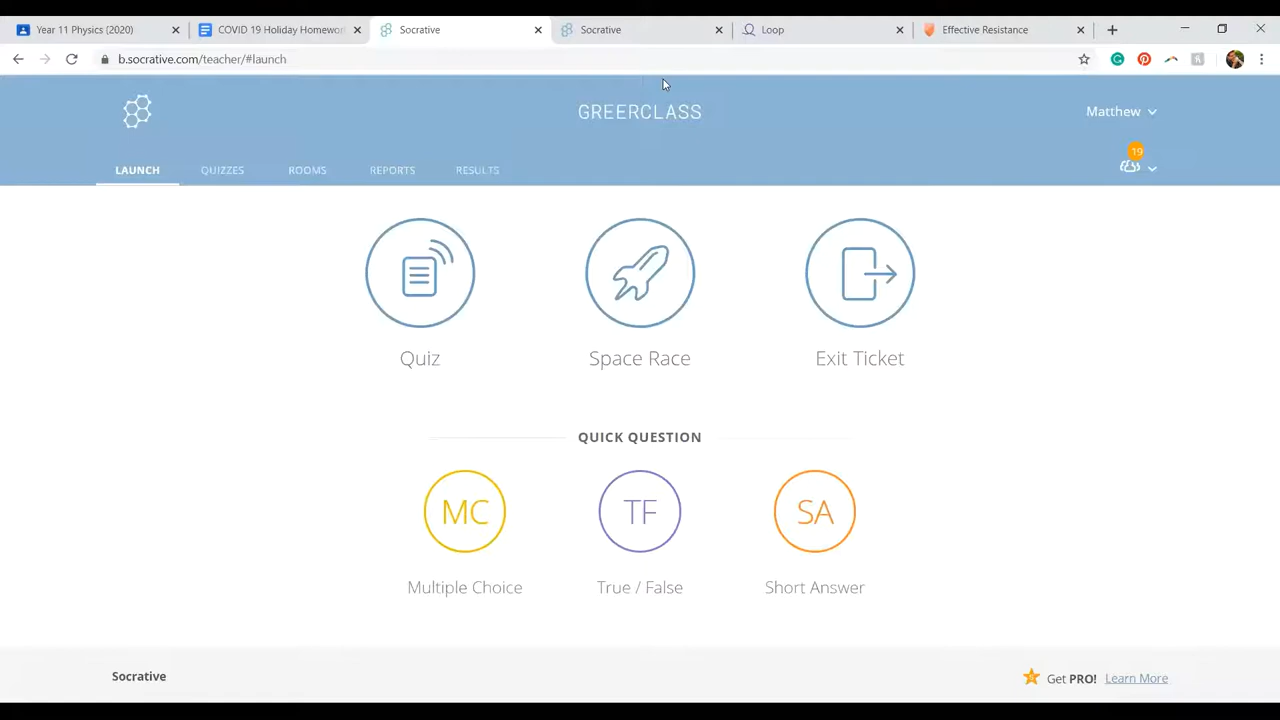 Year 11 Physics (2020)
COVID 19 Holiday Homewor
Socrative
Socrative
Loop
Effective Resistance
b.socrative.com/teacher/#launch
GREERCLASS
Matthew
19
LAUNCH
QUIZZES
ROOMS
REPORTS
RESULTS
Quiz
Space Race
Exit Ticket
QUICK QUESTION
MC
TF
SA
Multiple Choice
True / False
Short Answer
Socrative
Get PRO! Learn More